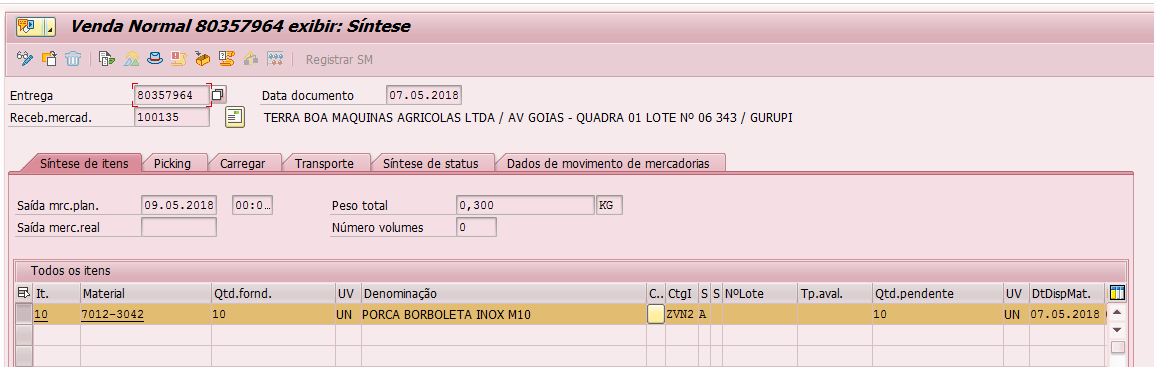 Venda Normal 80357964 exibir: Síntese
Registrar SM
Entrega 80357964 Data documento 07.05.2018
Receb.mercad. 100135 TERRA BOA MAQUINAS AGRICOLAS LTDA / AV GOIAS - QUADRA 01 LOTE Nº 06 343 / GURUPI
Síntese de itens Picking Carregar Transporte Síntese de status Dados de movimento de mercadorias
Saída mrc.plan. 09.05.2018 00:0… Peso total 0,300 KG
Saída merc.real Número volumes 0
Todos os itens
It. Material Qtd.fornd. UV Denominação C.. CtgI S S NºLote Tp.aval. Qtd.pendente UV DtDispMat.
10 7012-3042 10 UN PORCA BORBOLETA INOX M10 ZVN2 A 10 UN 07.05.2018